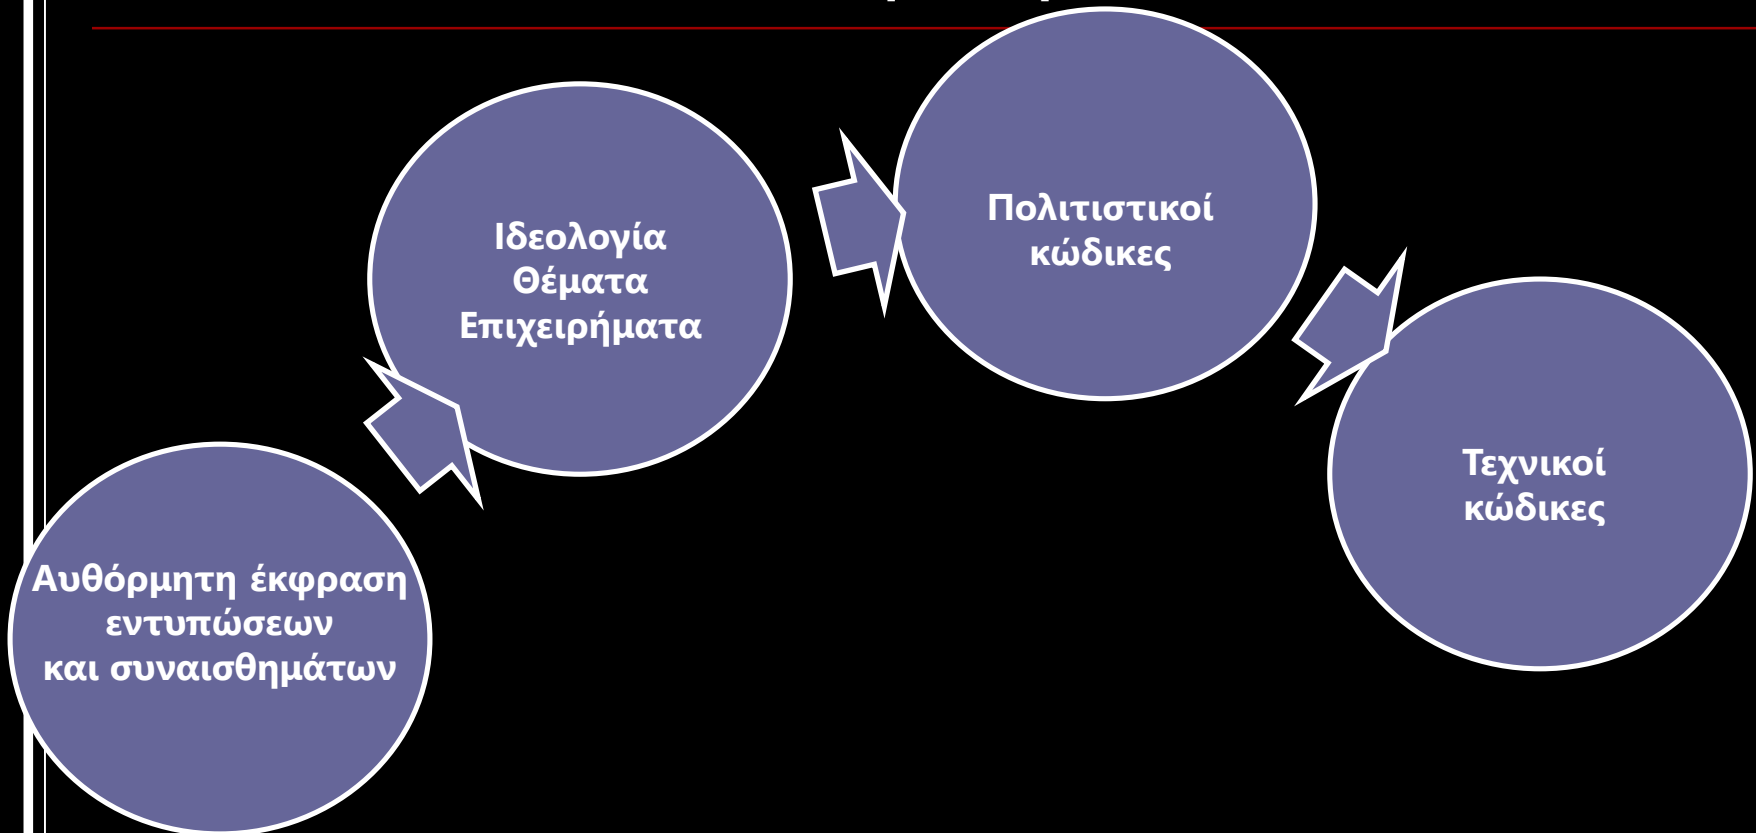 Αυθόρμητη έκφραση
εντυπώσεων
και συναισθημάτων
Ιδεολογία
Θέματα
Επιχειρήματα
Πολιτιστικοί
κώδικες
Τεχνικοί
κώδικες